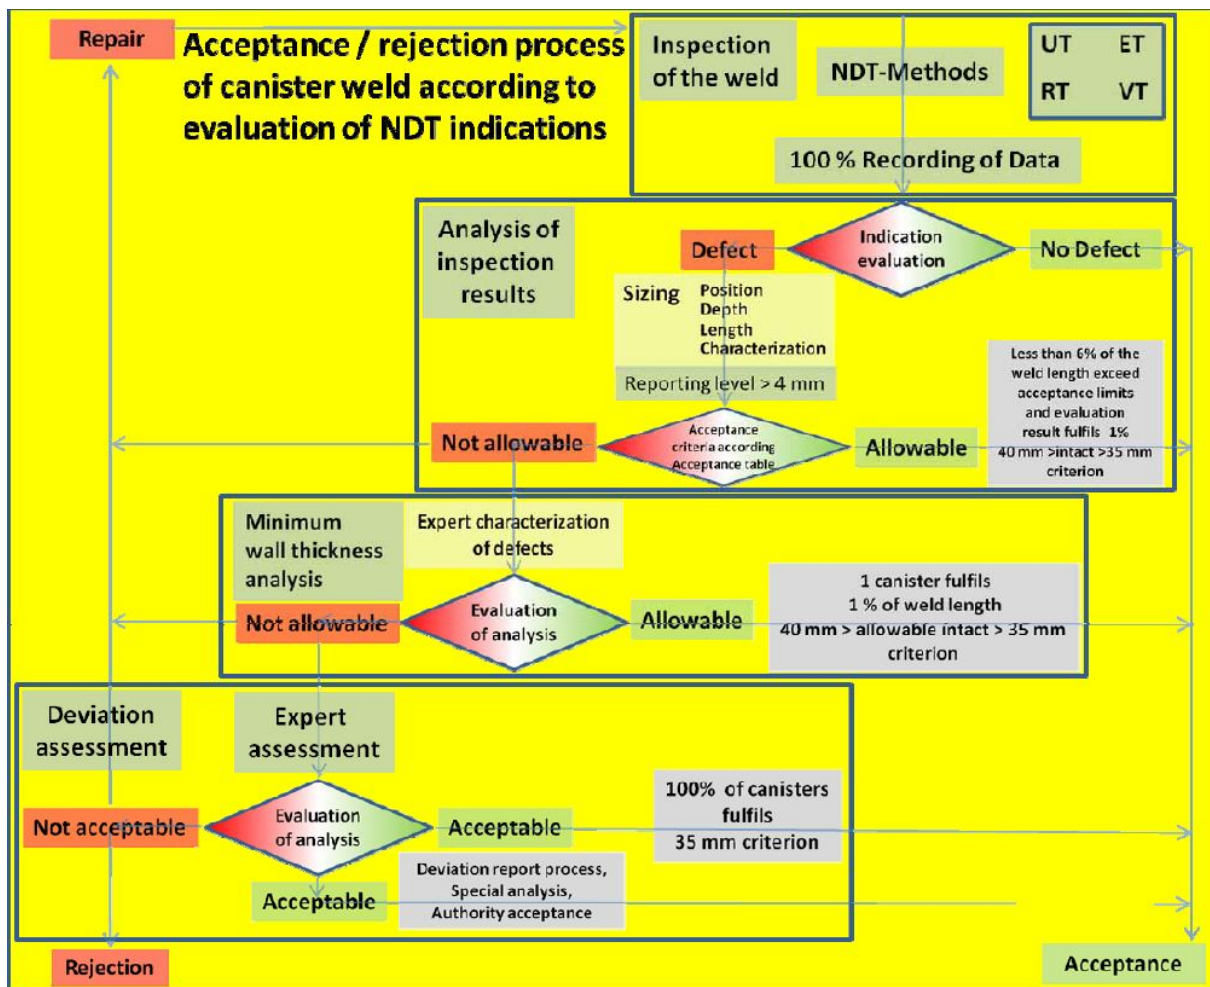 Repair
Acceptance / rejection process
of canister weld according to
evaluation of NDT indications
Inspection
of the weld
NDT-Methods
UT ET
RT VT
100 % Recording of Data
Analysis of
inspection
results
Defect
Indication
evaluation
No Defect
Sizing
Position
Depth
Length
Characterization
Reporting level > 4 mm
Less than 6% of the
weld length exceed
acceptance limits
and evaluation
result fulfils 1%
40 mm >intact >35 mm
criterion
Not allowable
Acceptance
criteria according
Acceptance table
Allowable
Minimum
wall thickness
analysis
Expert characterization
of defects
Not allowable
Evaluation
of analysis
Allowable
1 canister fulfils
1 % of weld length
40 mm > allowable intact > 35 mm
criterion
Deviation
assessment
Expert
assessment
Not acceptable
Evaluation
of analysis
Acceptable
100% of canisters
fulfils
35 mm criterion
Acceptable
Deviation report process,
Special analysis,
Authority acceptance
Rejection
Acceptance